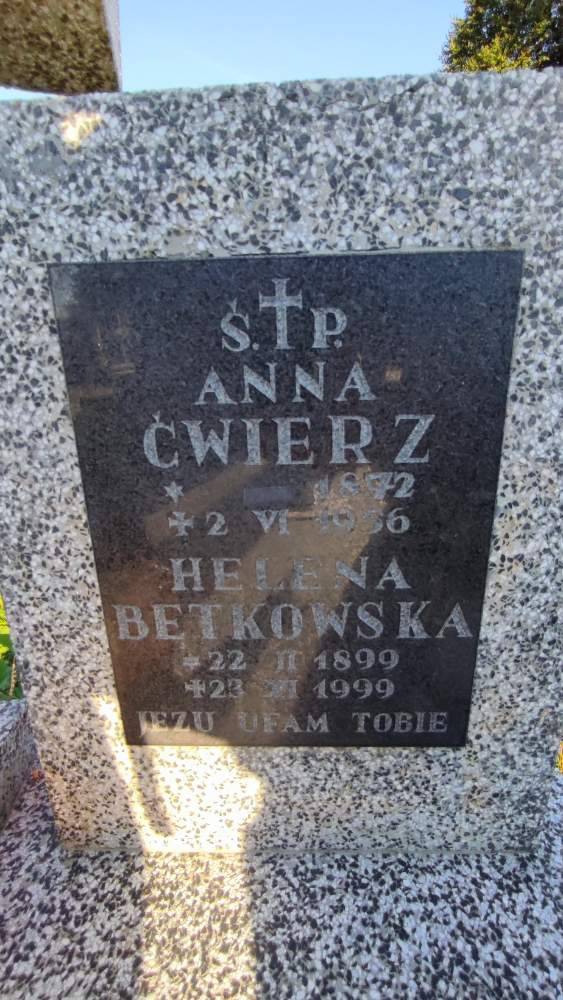 Ś. † P.
ANNA
ĆWIERZ
* — 1872
+ 2 VI 1956
HELENA
BETKOWSKA
* 22 II 1899
+ 23 XI 1999
JEZU UFAM TOBIE